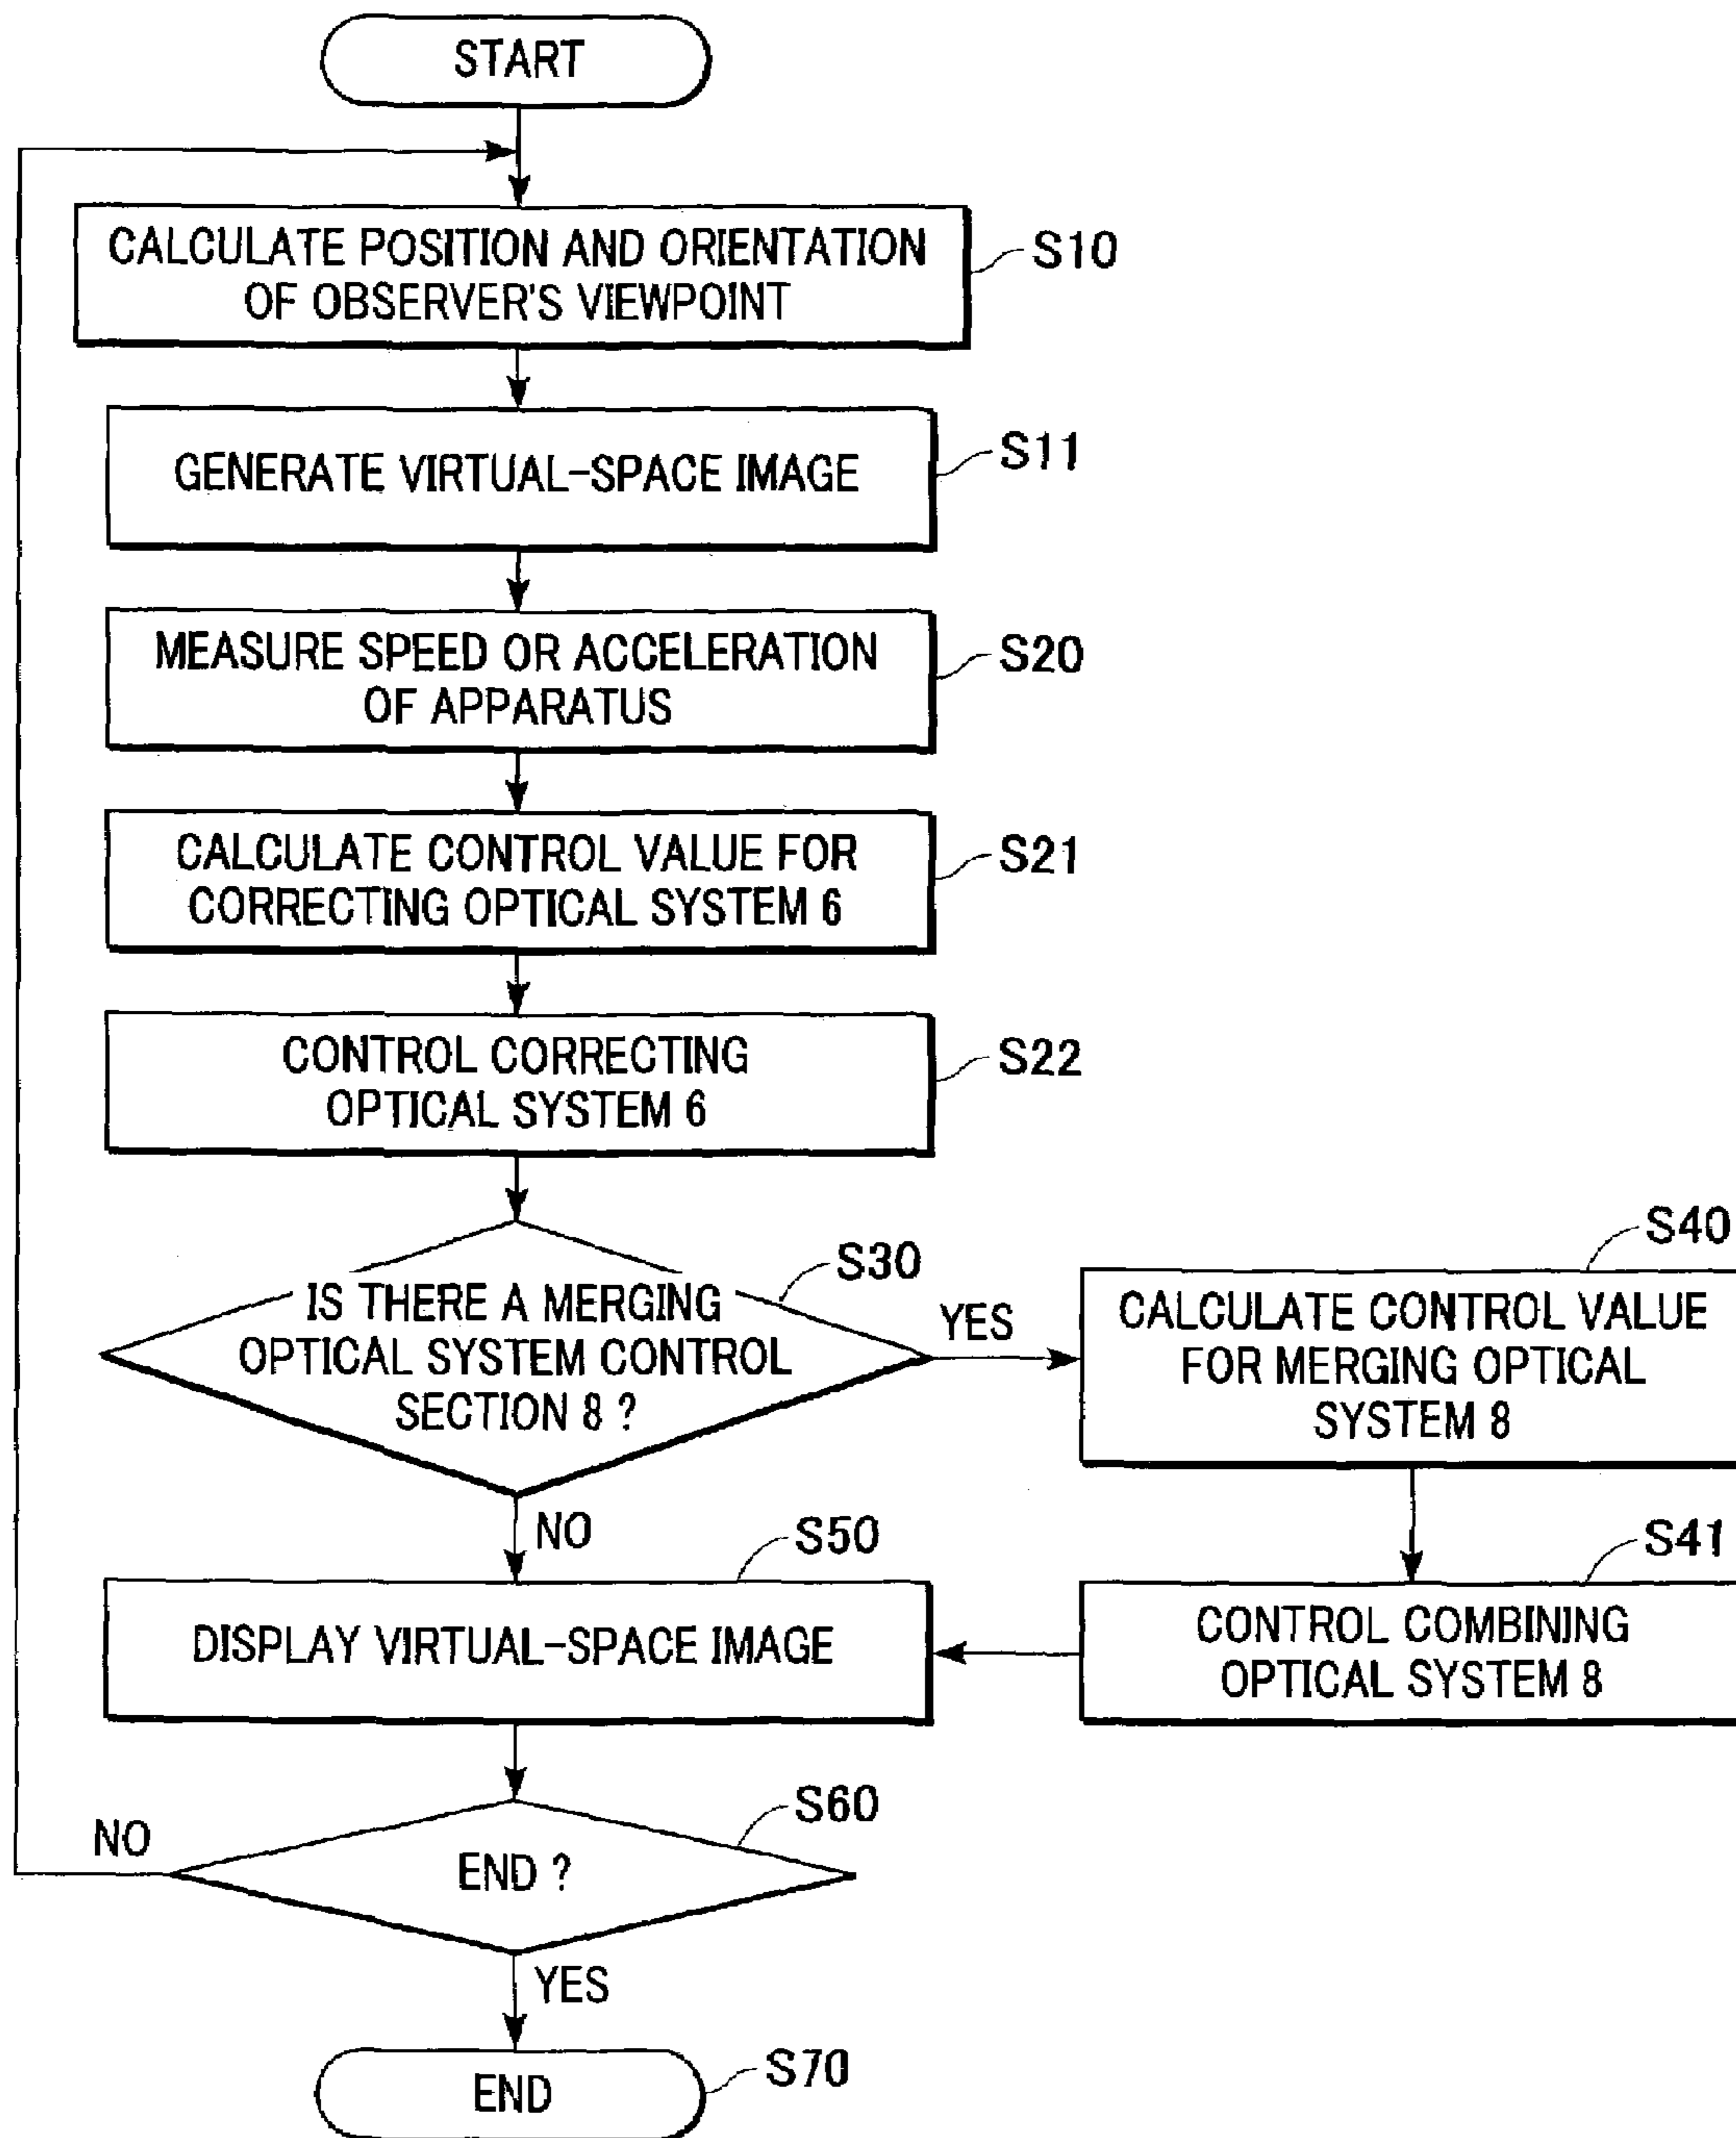 START
CALCULATE POSITION AND ORIENTATION
OF OBSERVER'S VIEWPOINT
S10
GENERATE VIRTUAL-SPACE IMAGE
S11
MEASURE SPEED OR ACCELERATION
OF APPARATUS
S20
CALCULATE CONTROL VALUE FOR
CORRECTING OPTICAL SYSTEM 6
S21
CONTROL CORRECTING
OPTICAL SYSTEM 6
S22
IS THERE A MERGING
OPTICAL SYSTEM CONTROL
SECTION 8 ?
S30
YES
NO
CALCULATE CONTROL VALUE
FOR MERGING OPTICAL
SYSTEM 8
S40
CONTROL COMBINING
OPTICAL SYSTEM 8
S41
DISPLAY VIRTUAL-SPACE IMAGE
S50
END ?
S60
NO
YES
END
S70